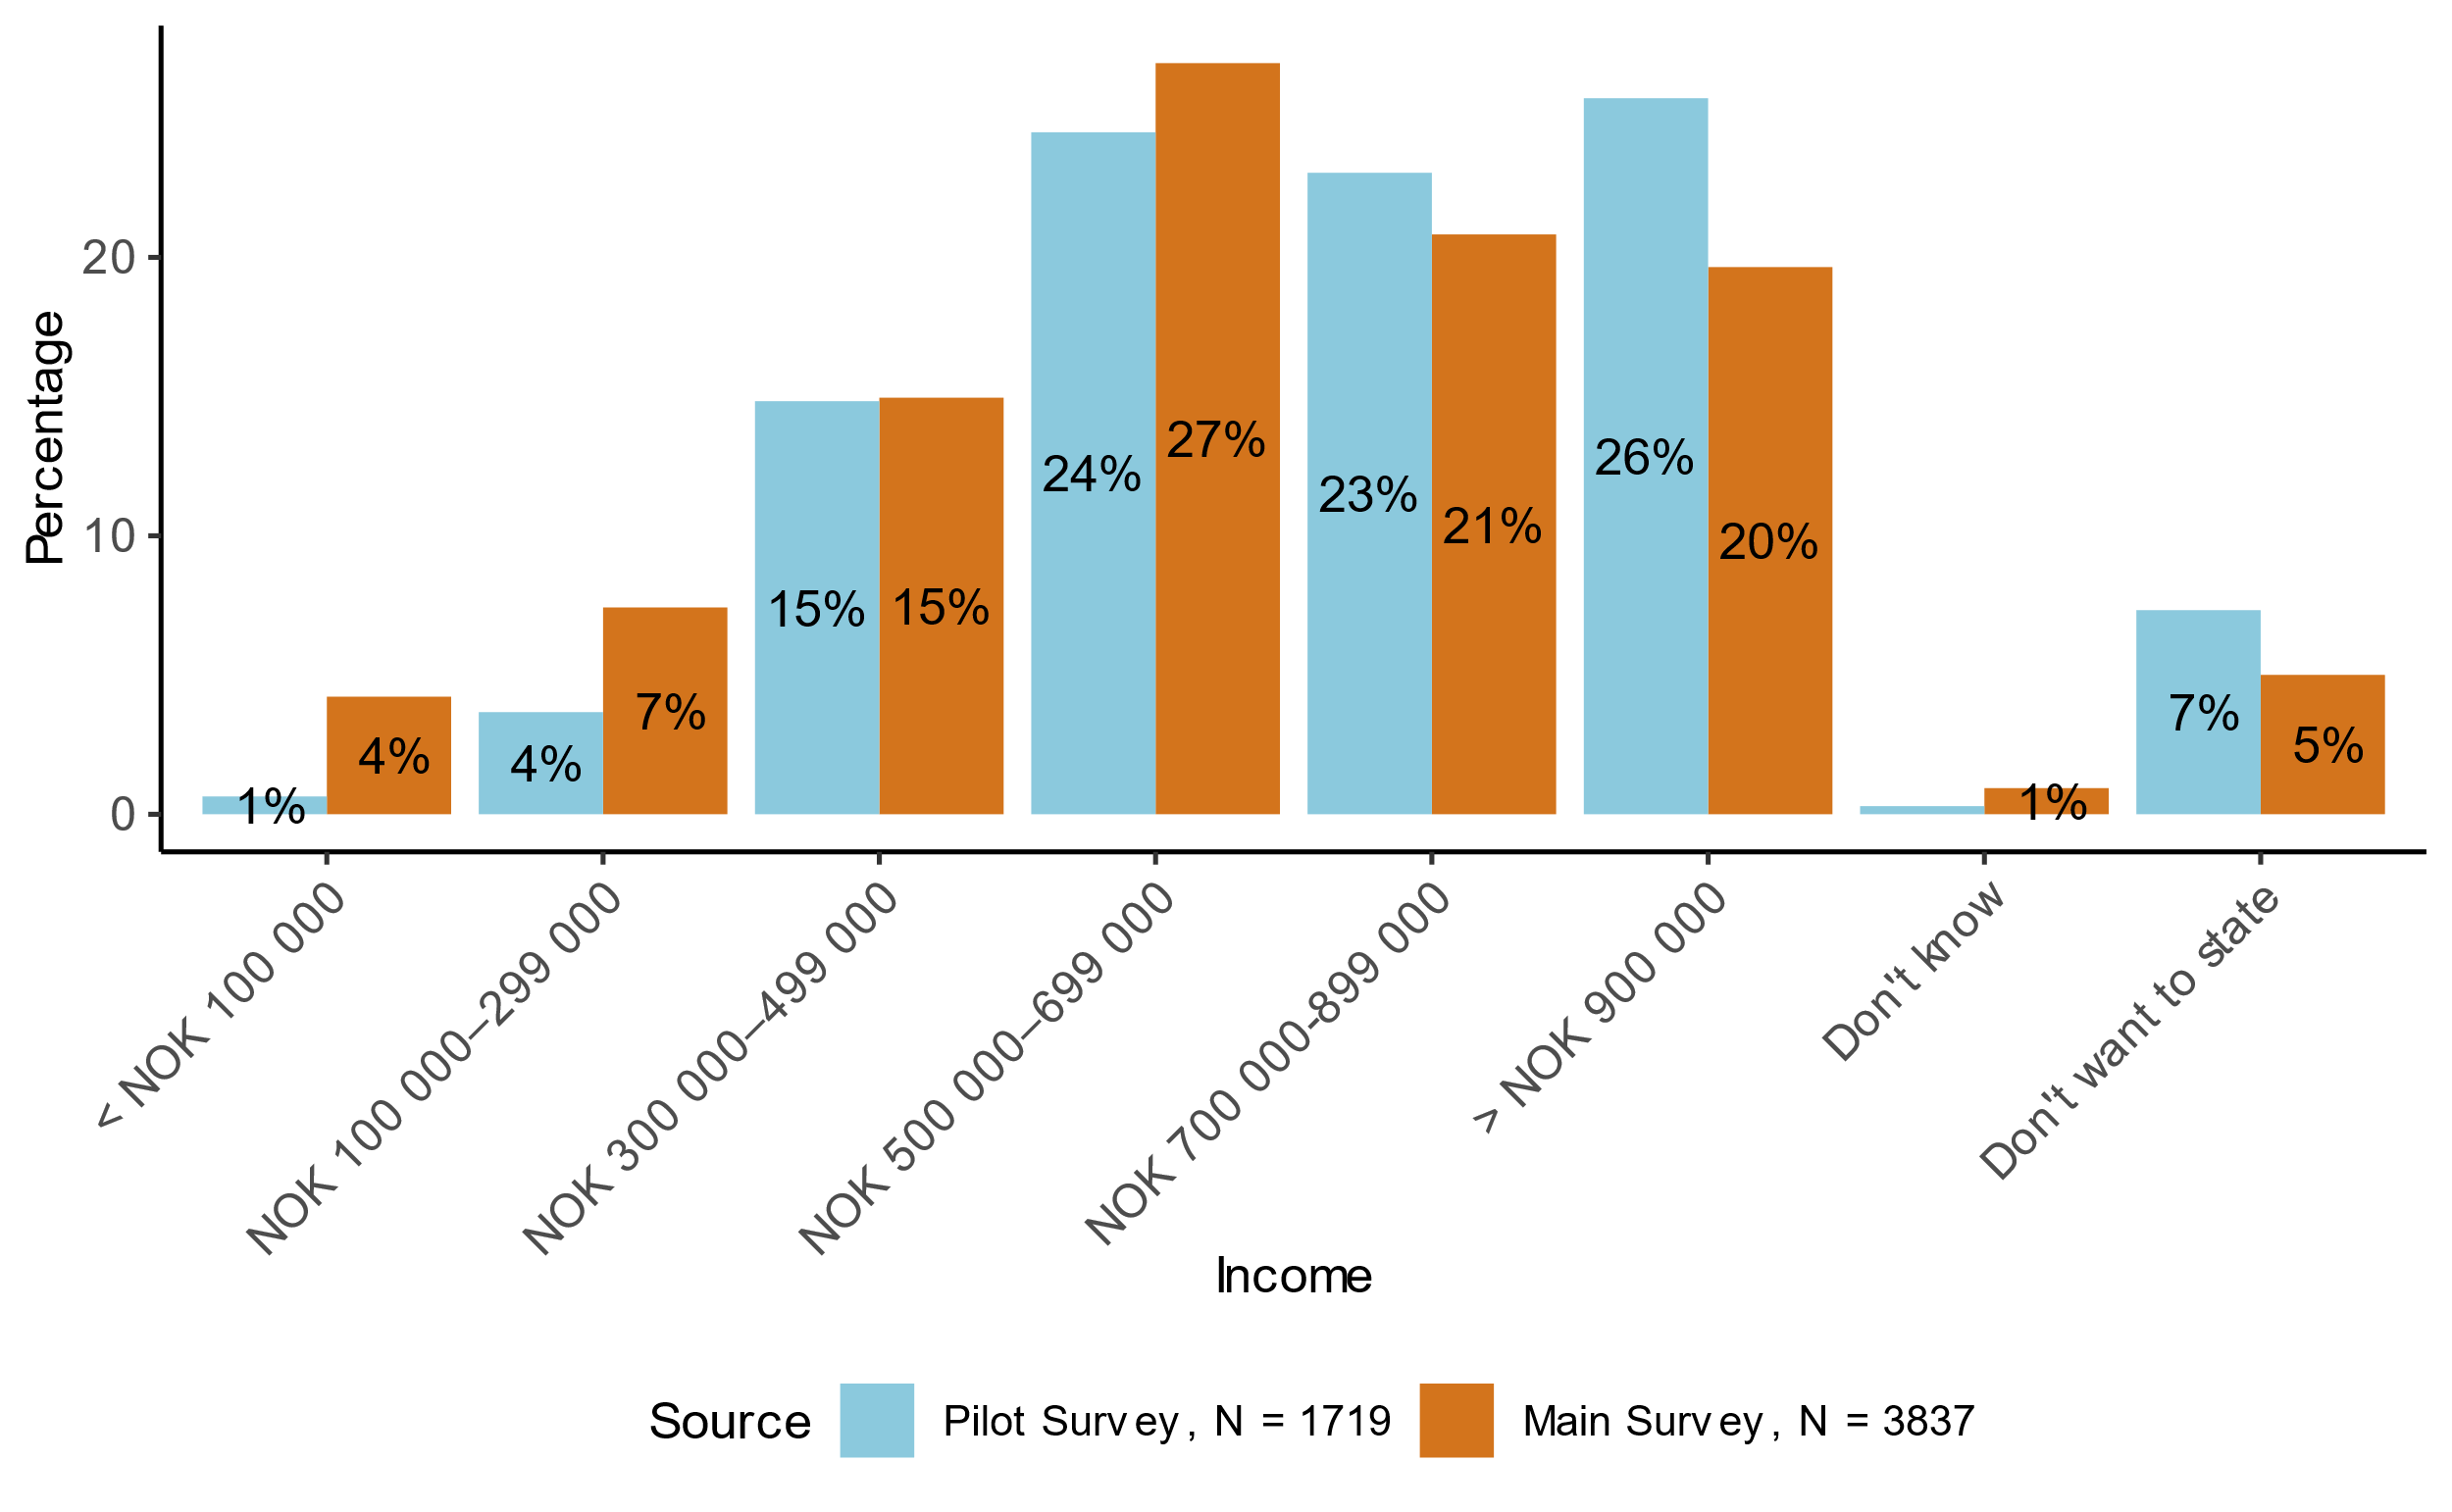 Percentage
20
10
0
1%
4%
4%
7%
15%
15%
24%
27%
23%
21%
26%
20%
1%
7%
5%
< NOK 100 000
NOK 100 000–299 000
NOK 300 000–499 000
NOK 500 000–699 000
NOK 700 000-899 000
> NOK 900 000
Don't know
Don't want to state
Income
Source
Pilot Survey, N = 1719
Main Survey, N = 3837